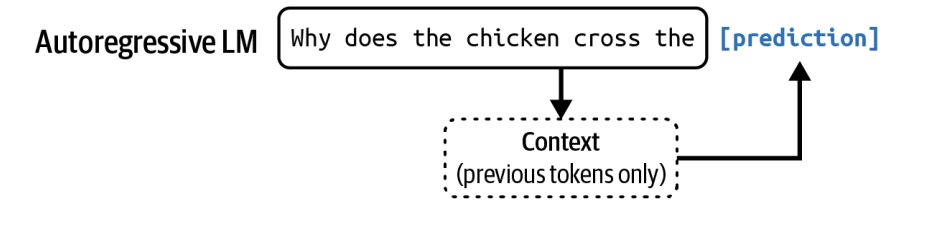 Autoregressive LM Why does the chicken cross the [prediction]
Context
(previous tokens only)